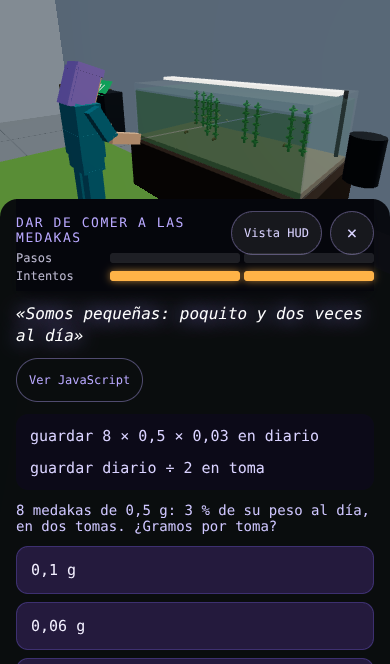 DAR DE COMER A LAS
MEDAKAS
Vista HUD
×
Pasos
Intentos
«Somos pequeñas: poquito y dos veces
al día»
Ver JavaScript
guardar 8 × 0,5 × 0,03 en diario
guardar diario ÷ 2 en toma
8 medakas de 0,5 g: 3 % de su peso al día,
en dos tomas. ¿Gramos por toma?
0,1 g
0,06 g